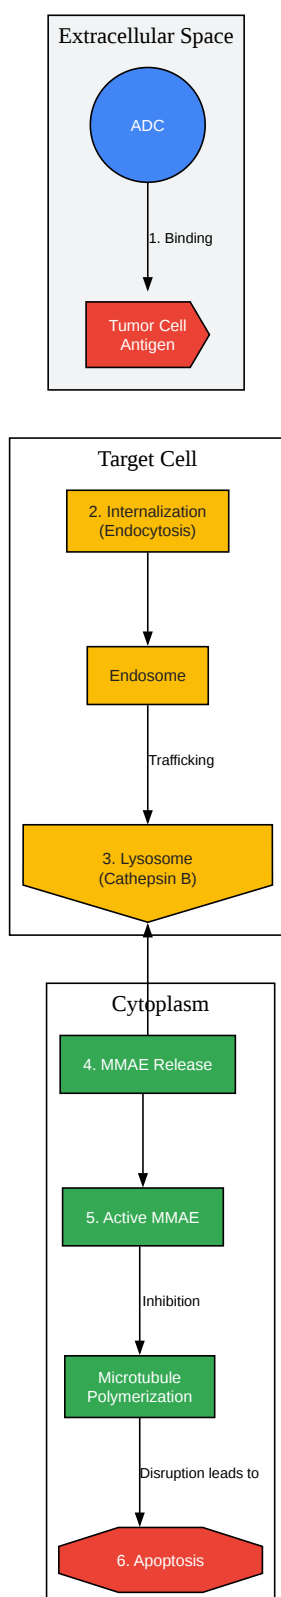 Extracellular Space
ADC
1. Binding
Tumor Cell
Antigen
Target Cell
2. Internalization
(Endocytosis)
Endosome
Trafficking
3. Lysosome
(Cathepsin B)
Cytoplasm
4. MMAE Release
5. Active MMAE
Inhibition
Microtubule
Polymerization
Disruption leads to
6. Apoptosis